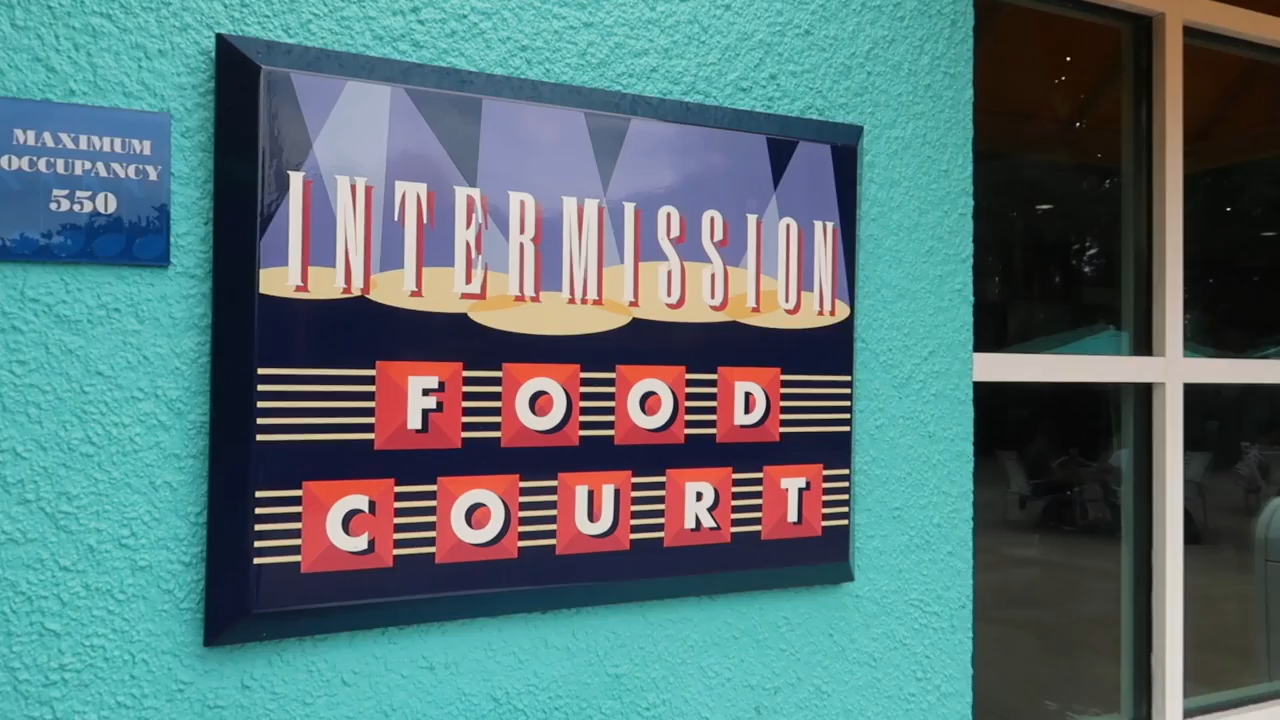 MAXIMUM
OCCUPANCY
550
INTERMISSION
FOOD
COURT